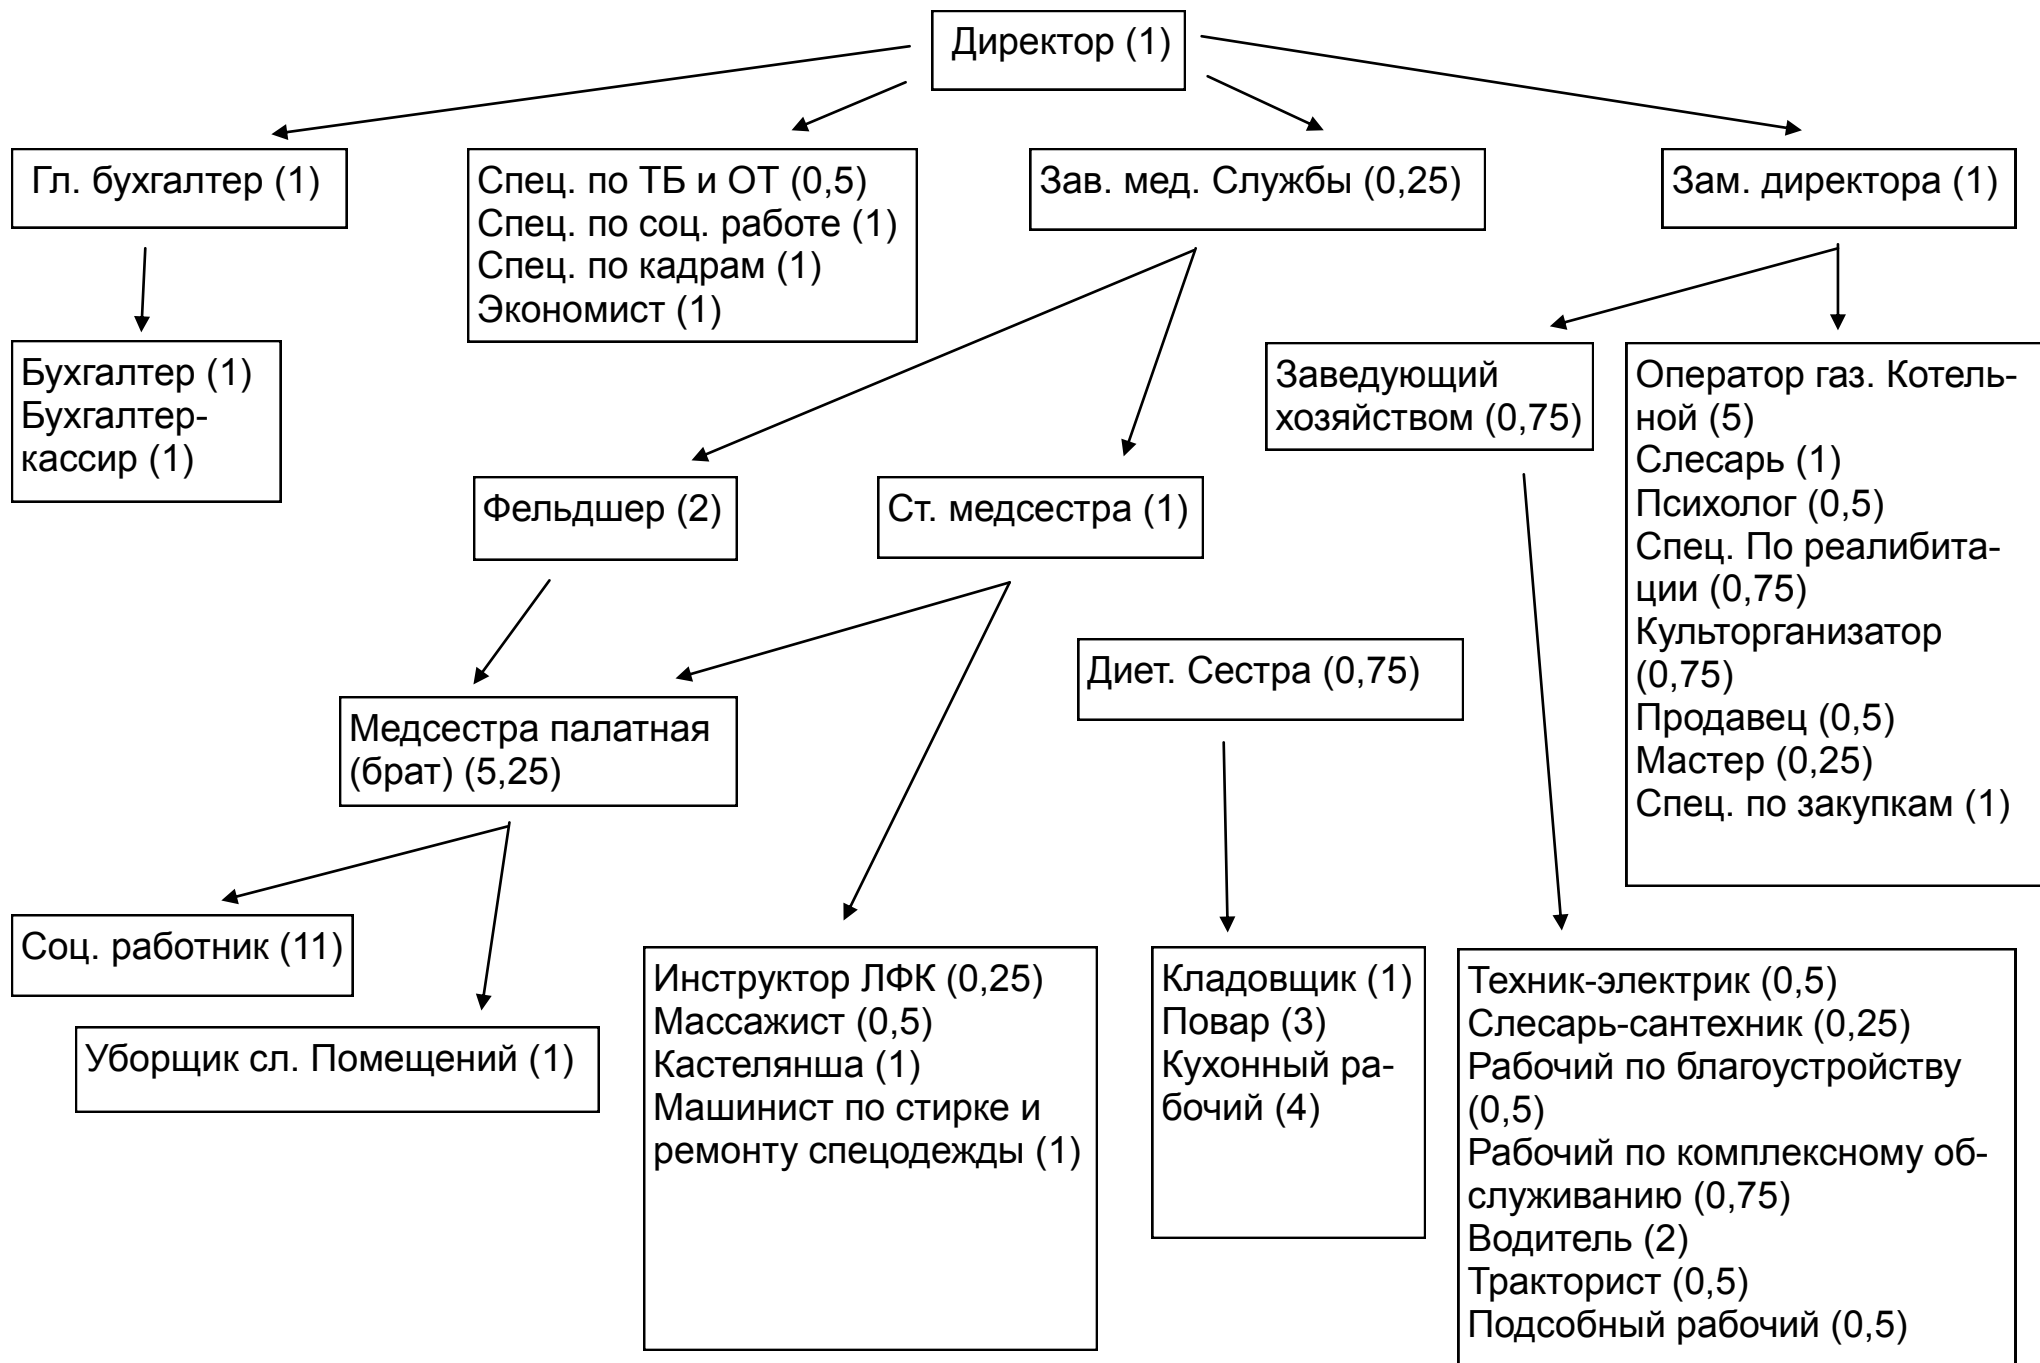 Директор (1)
Гл. бухгалтер (1)
Спец. по ТБ и ОТ (0,5)
Спец. по соц. работе (1)
Спец. по кадрам (1)
Экономист (1)
Зав. мед. Службы (0,25)
Зам. директора (1)
Бухгалтер (1)
Бухгалтер-
кассир (1)
Заведующий
хозяйством (0,75)
Оператор газ. Котель-
ной (5)
Слесарь (1)
Психолог (0,5)
Спец. По реалибита-
ции (0,75)
Культорганизатор
(0,75)
Продавец (0,5)
Мастер (0,25)
Спец. по закупкам (1)
Фельдшер (2)
Ст. медсестра (1)
Диет. Сестра (0,75)
Медсестра палатная
(брат) (5,25)
Соц. работник (11)
Уборщик сл. Помещений (1)
Инструктор ЛФК (0,25)
Массажист (0,5)
Кастелянша (1)
Машинист по стирке и
ремонту спецодежды (1)
Кладовщик (1)
Повар (3)
Кухонный ра-
бочий (4)
Техник-электрик (0,5)
Слесарь-сантехник (0,25)
Рабочий по благоустройству
(0,5)
Рабочий по комплексному об-
служиванию (0,75)
Водитель (2)
Тракторист (0,5)
Подсобный рабочий (0,5)